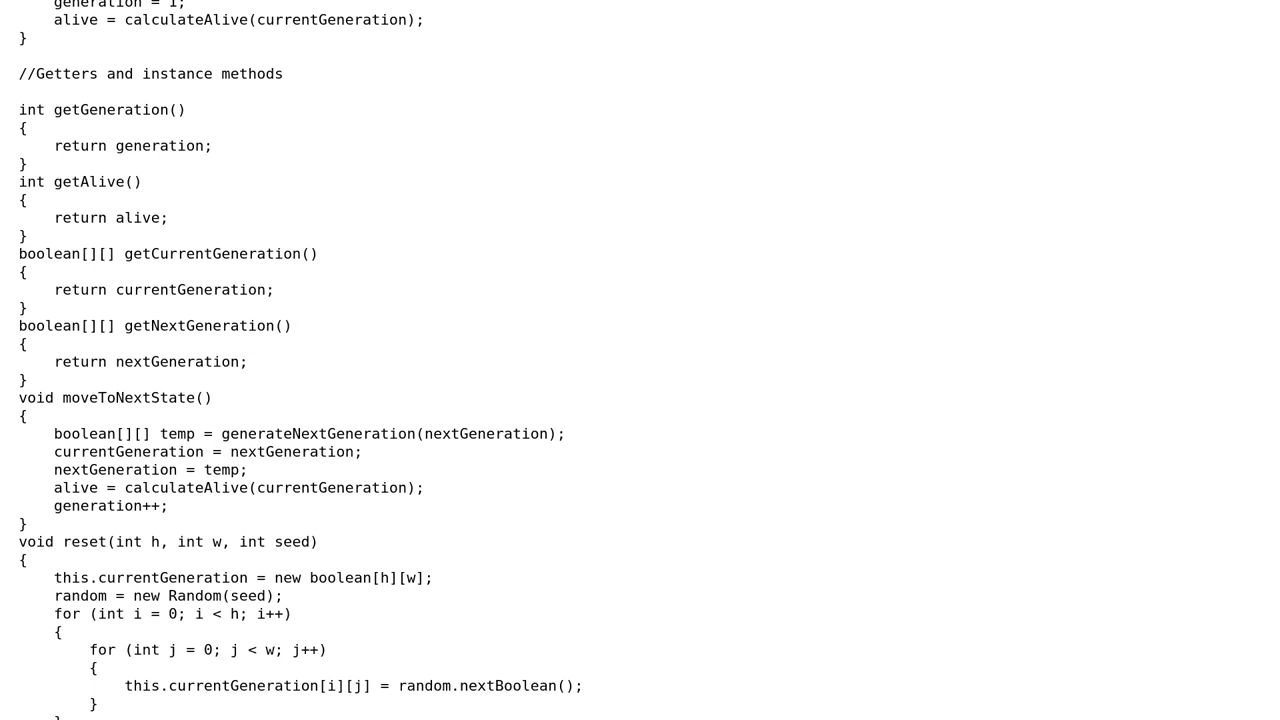 generation = 1;
alive = calculateAlive(currentGeneration);
}
//Getters and instance methods
int getGeneration()
{
return generation;
}
int getAlive()
{
return alive;
}
boolean[][] getCurrentGeneration()
{
return currentGeneration;
}
boolean[][] getNextGeneration()
{
return nextGeneration;
}
void moveToNextState()
{
boolean[][] temp = generateNextGeneration(nextGeneration);
currentGeneration = nextGeneration;
nextGeneration = temp;
alive = calculateAlive(currentGeneration);
generation++;
}
void reset(int h, int w, int seed)
{
this.currentGeneration = new boolean[h][w];
random = new Random(seed);
for (int i = 0; i < h; i++)
{
for (int j = 0; j < w; j++)
{
this.currentGeneration[i][j] = random.nextBoolean();
}
}